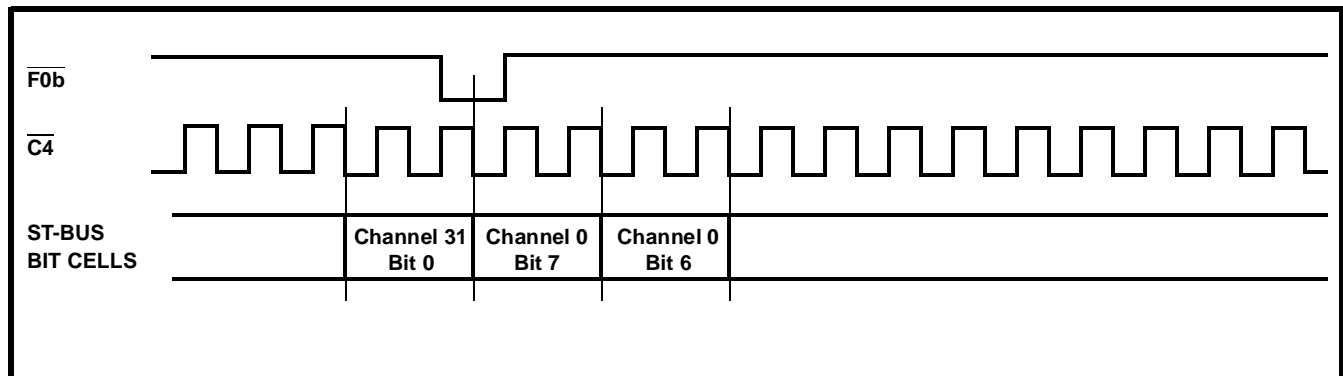 F0b
C4
ST-BUS
BIT CELLS
Channel 31
Bit 0
Channel 0
Bit 7
Channel 0
Bit 6